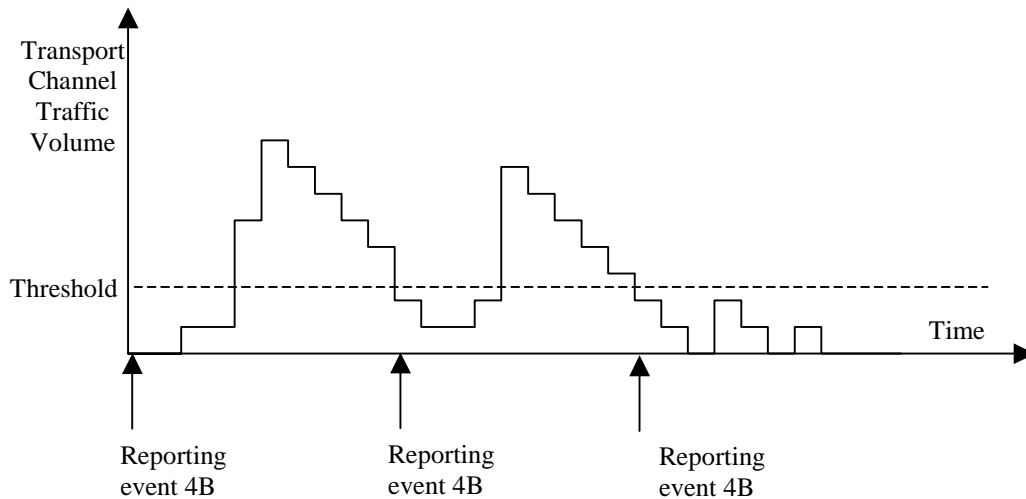 Transport
Channel
Traffic
Volume
Threshold
Time
Reporting
event 4B
Reporting
event 4B
Reporting
event 4B